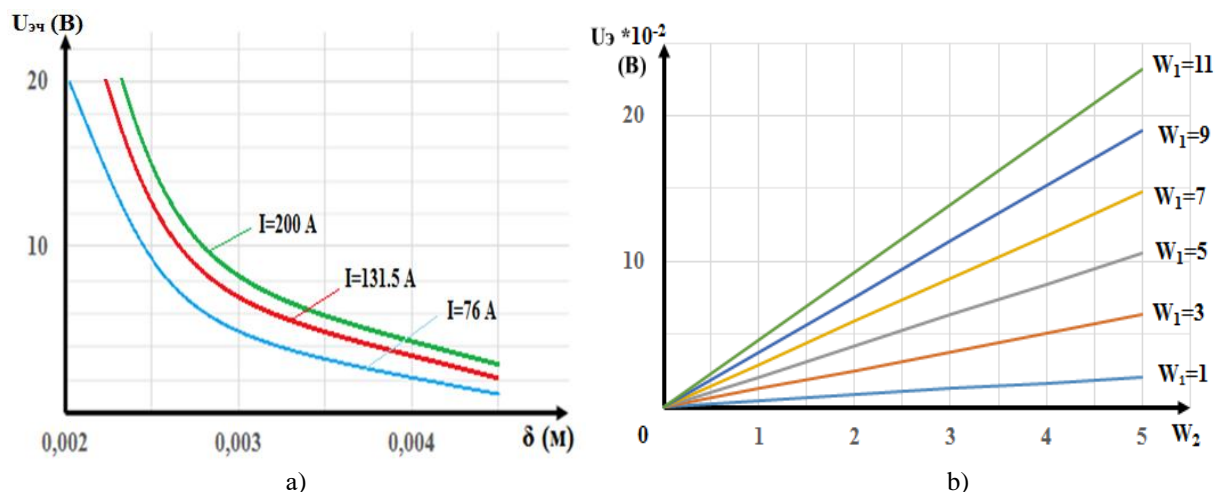 Uэч (В)
20
10
I=200 A
I=131.5 A
I=76 A
0,002
0,003
0,004
δ (м)
a)
Uэ *10-2
(В)
20
10
W1=11
W1=9
W1=7
W1=5
W1=3
W1=1
0
1
2
3
4
5
W2
b)